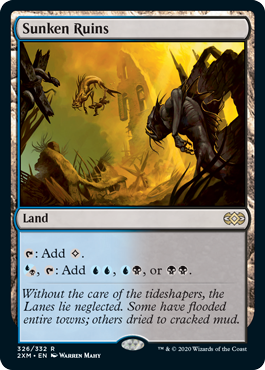 Sunken Ruins
Land
: Add .
, : Add , , or .
Without the care of the tideshapers, the
Lanes lie neglected. Some have flooded
entire towns; others dried to cracked mud.
326/332 R
2XM • EN WARREN MAHY
™ & © 2020 Wizards of the Coast